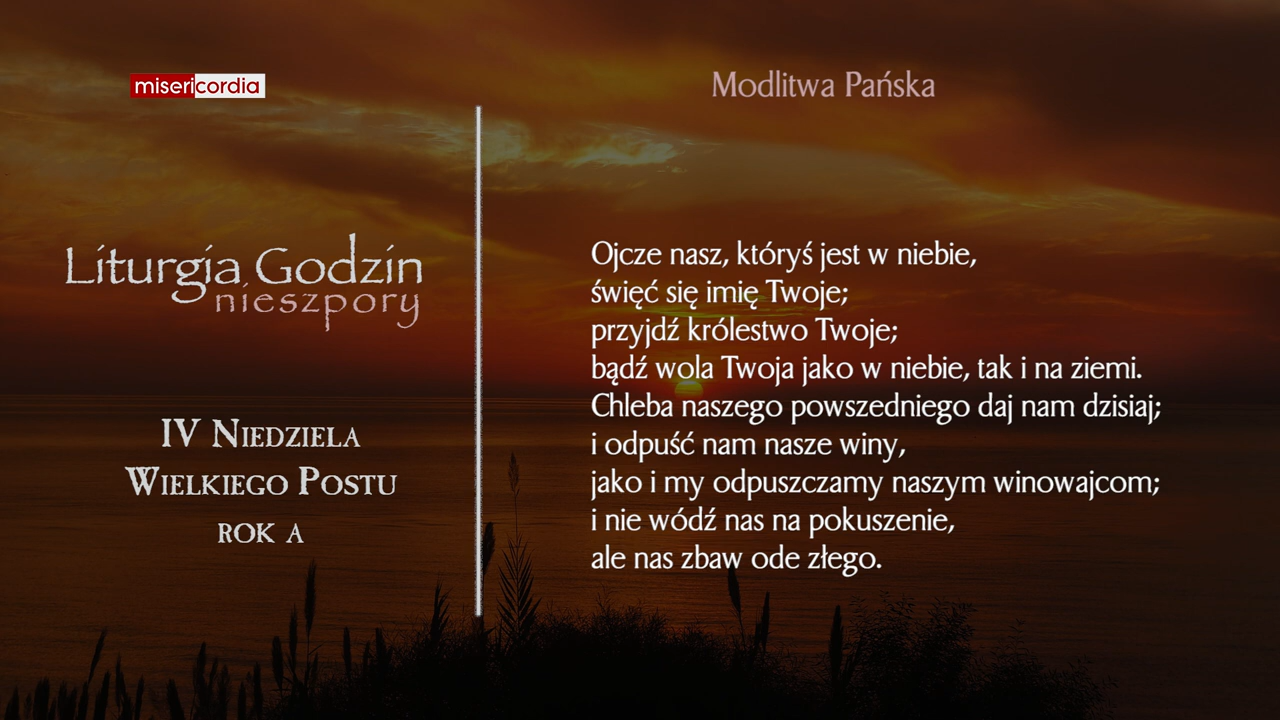 misericordia
Liturgia Godzin
nieszpory
IV Niedziela
Wielkiego Postu
rok A
Modlitwa Pańska
Ojcze nasz, któryś jest w niebie,
święć się imię Twoje;
przyjdź królestwo Twoje;
bądź wola Twoja jako w niebie, tak i na ziemi.
Chleba naszego powszedniego daj nam dzisiaj;
i odpuść nam nasze winy,
jako i my odpuszczamy naszym winowajcom;
i nie wódź nas na pokuszenie,
ale nas zbaw ode złego.